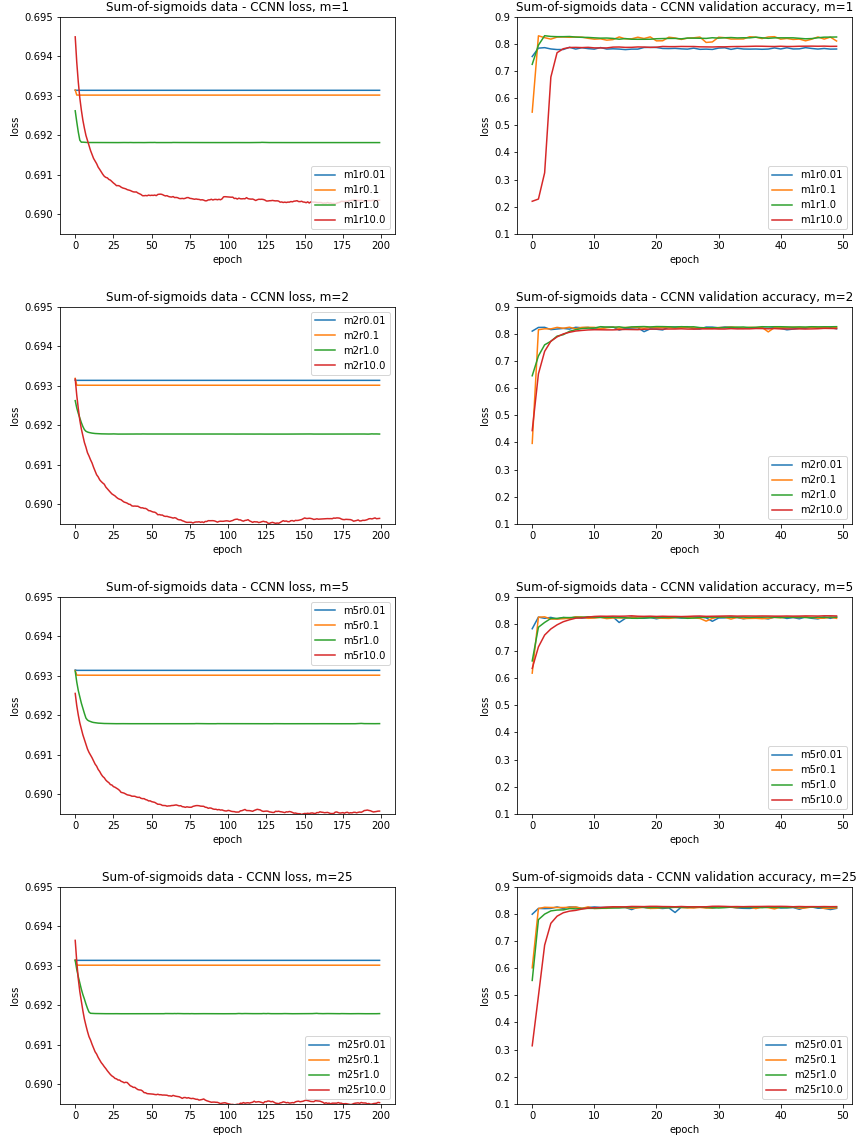 Sum-of-sigmoids data - CCNN loss, m=1
0.695
0.694
0.693
0.692
0.691
0.690
loss
m1r0.01
m1r0.1
m1r1.0
m1r10.0
0 25 50 75 100 125 150 175 200
epoch
Sum-of-sigmoids data - CCNN validation accuracy, m=1
0.9
0.8
0.7
0.6
0.5
0.4
0.3
0.2
0.1
loss
m1r0.01
m1r0.1
m1r1.0
m1r10.0
0 10 20 30 40 50
epoch
Sum-of-sigmoids data - CCNN loss, m=2
0.695
0.694
0.693
0.692
0.691
0.690
loss
m2r0.01
m2r0.1
m2r1.0
m2r10.0
0 25 50 75 100 125 150 175 200
epoch
Sum-of-sigmoids data - CCNN validation accuracy, m=2
0.9
0.8
0.7
0.6
0.5
0.4
0.3
0.2
0.1
loss
m2r0.01
m2r0.1
m2r1.0
m2r10.0
0 10 20 30 40 50
epoch
Sum-of-sigmoids data - CCNN loss, m=5
0.695
0.694
0.693
0.692
0.691
0.690
loss
m5r0.01
m5r0.1
m5r1.0
m5r10.0
0 25 50 75 100 125 150 175 200
epoch
Sum-of-sigmoids data - CCNN validation accuracy, m=5
0.9
0.8
0.7
0.6
0.5
0.4
0.3
0.2
0.1
loss
m5r0.01
m5r0.1
m5r1.0
m5r10.0
0 10 20 30 40 50
epoch
Sum-of-sigmoids data - CCNN loss, m=25
0.695
0.694
0.693
0.692
0.691
0.690
loss
m25r0.01
m25r0.1
m25r1.0
m25r10.0
0 25 50 75 100 125 150 175 200
epoch
Sum-of-sigmoids data - CCNN validation accuracy, m=25
0.9
0.8
0.7
0.6
0.5
0.4
0.3
0.2
0.1
loss
m25r0.01
m25r0.1
m25r1.0
m25r10.0
0 10 20 30 40 50
epoch